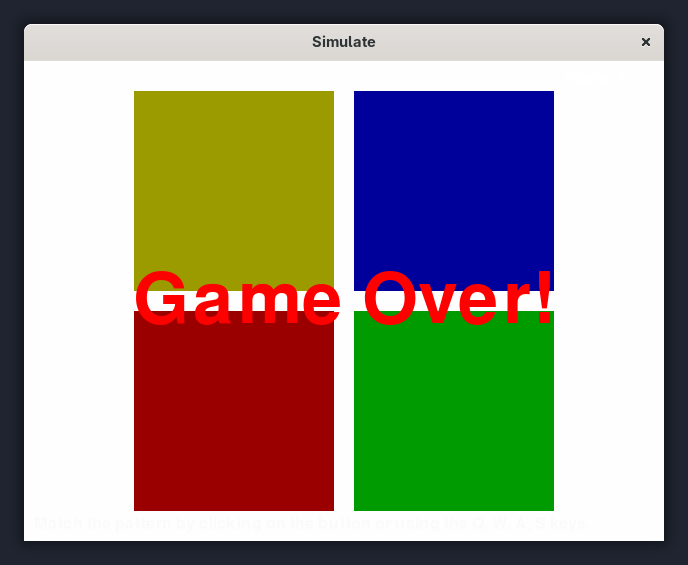 Simulate
Game Over!
Match the pattern by clicking on the button or using the Q, W, A, S keys.